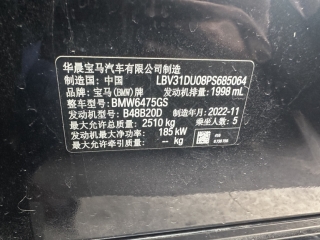 华晨宝马汽车有限公司制造
制造国：中国 LBV31DU08PS685064
品牌：宝马(BMW)牌 发动机排量：1998 mL
整车型号：BMW6475GS
发动机型号：B48B20D 制造年月：2022-11
最大允许总质量：2510 kg 乘坐人数：5
发动机最大净功率：185 kW
最大允许牵引质量：-- kg